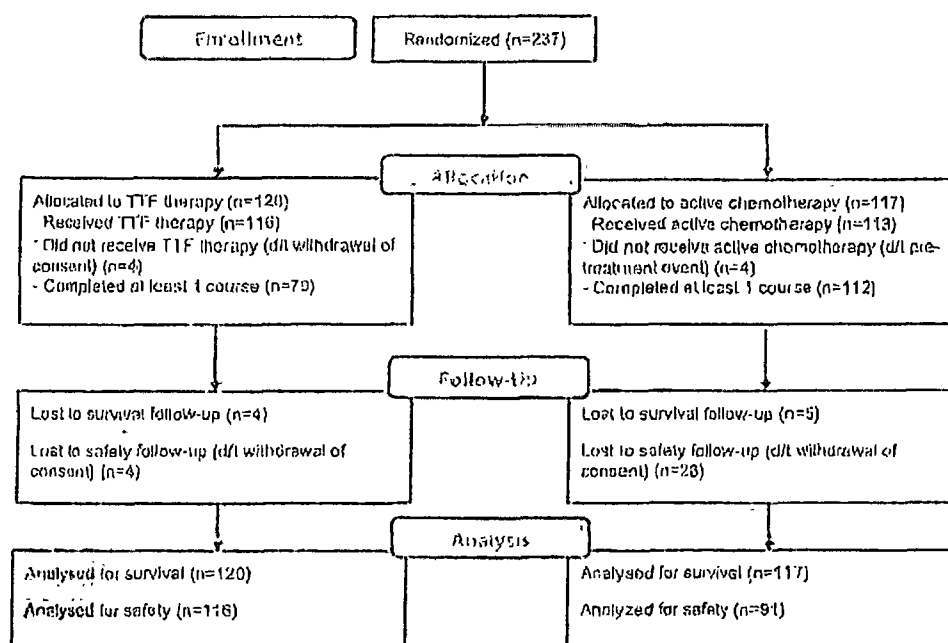 Enrollment
Randomized (n=237)
Allocation
Allocated to TTF therapy (n=120)
Received TTF therapy (n=116)
Did not receive TTF therapy (d/t withdrawal of
consent) (n=4)
- Completed at least 1 course (n=79)
Allocated to active chemotherapy (n=117)
Received active chemotherapy (n=113)
Did not receive active chemotherapy (d/t pre-
treatment event) (n=4)
- Completed at least 1 course (n=112)
Follow-Up
Lost to survival follow-up (n=4)
Lost to safety follow-up (d/t withdrawal of
consent) (n=4)
Lost to survival follow-up (n=5)
Lost to safety follow-up (d/t withdrawal of
consent) (n=26)
Analysis
Analysed for survival (n=120)
Analysed for safety (n=116)
Analysed for survival (n=117)
Analyzed for safety (n=91)